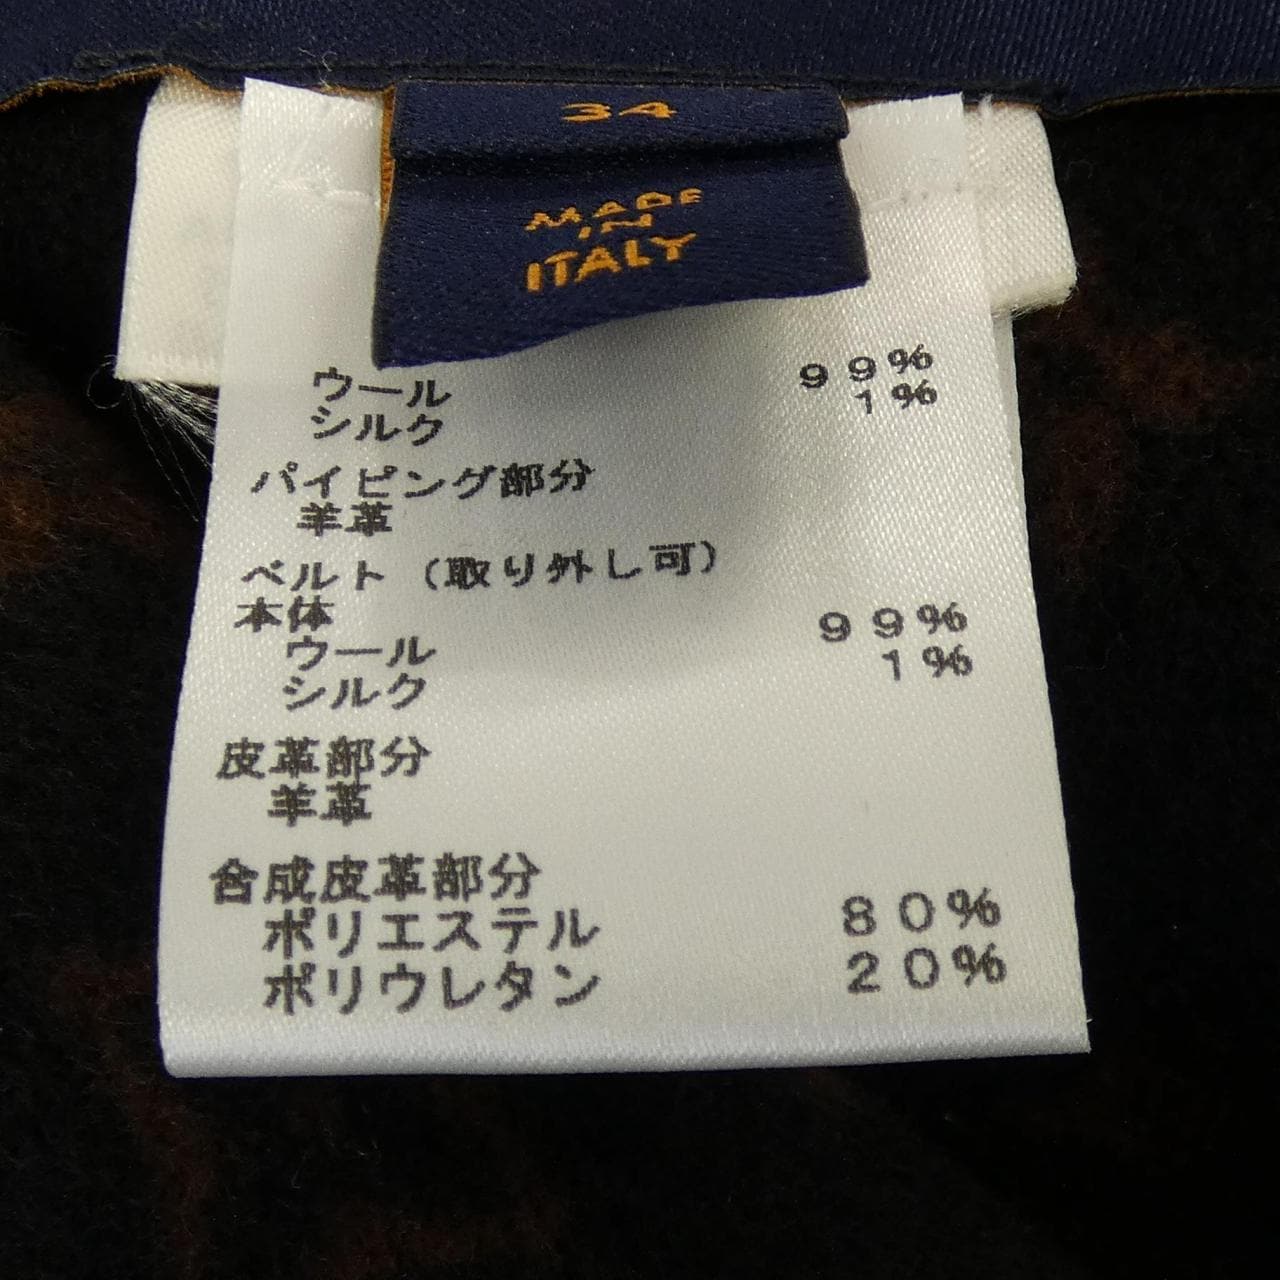 34
MADE
IN
ITALY
ウール 99%
シルク 1%
パイピング部分
羊革
ベルト(取り外し可)
本体
ウール 99%
シルク 1%
皮革部分
羊革
合成皮革部分
ポリエステル 80%
ポリウレタン 20%